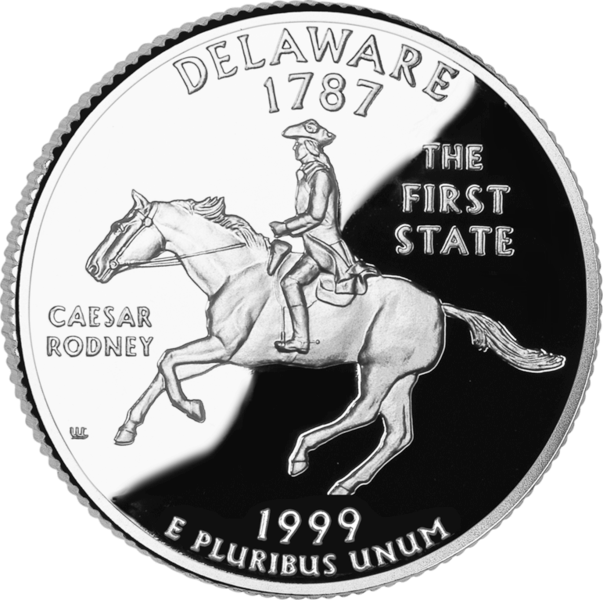 DELAWARE
1787
THE
FIRST
STATE
CAESAR
RODNEY
1999
E PLURIBUS UNUM